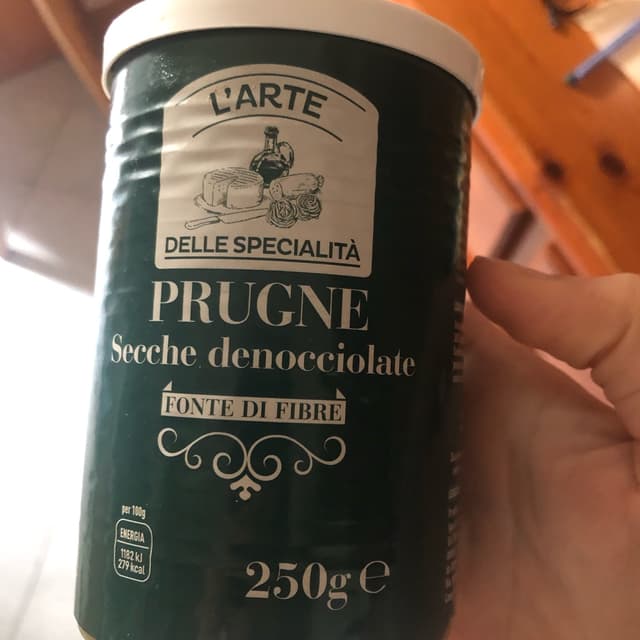 L'ARTE
DELLE SPECIALITÀ
PRUGNE
Secche denocciolate
FONTE DI FIBRE
per 100g
ENERGIA
1182 kJ
279 kcal
250g ℮